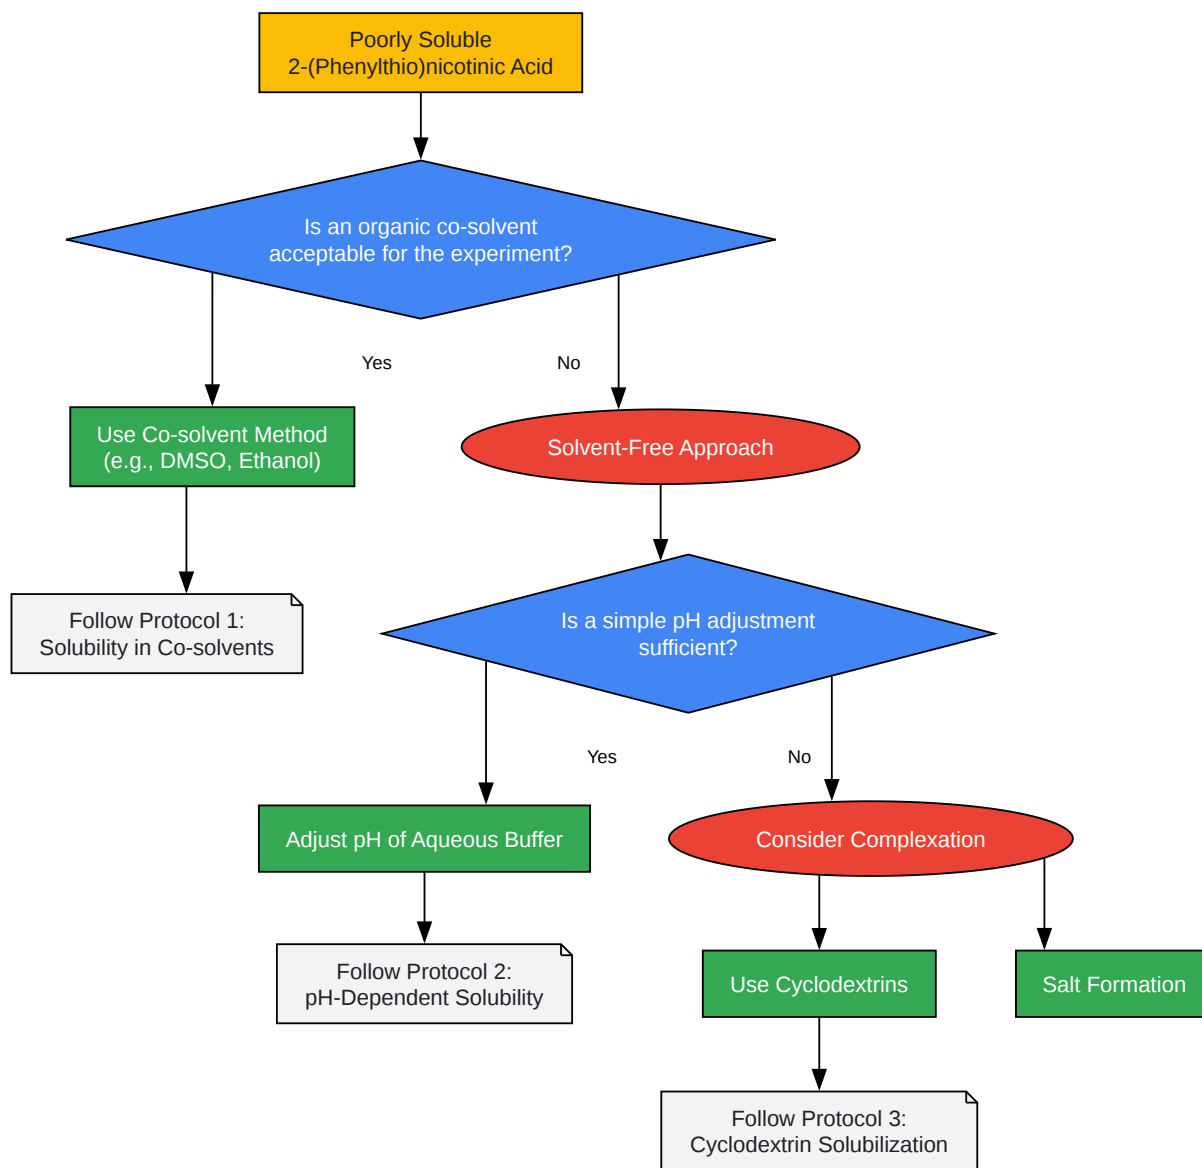 Poorly Soluble
2-(Phenylthio)nicotinic Acid
Is an organic co-solvent
acceptable for the experiment?
Yes
No
Use Co-solvent Method
(e.g., DMSO, Ethanol)
Solvent-Free Approach
Follow Protocol 1:
Solubility in Co-solvents
Is a simple pH adjustment
sufficient?
Yes
No
Adjust pH of Aqueous Buffer
Consider Complexation
Follow Protocol 2:
pH-Dependent Solubility
Use Cyclodextrins
Salt Formation
Follow Protocol 3:
Cyclodextrin Solubilization